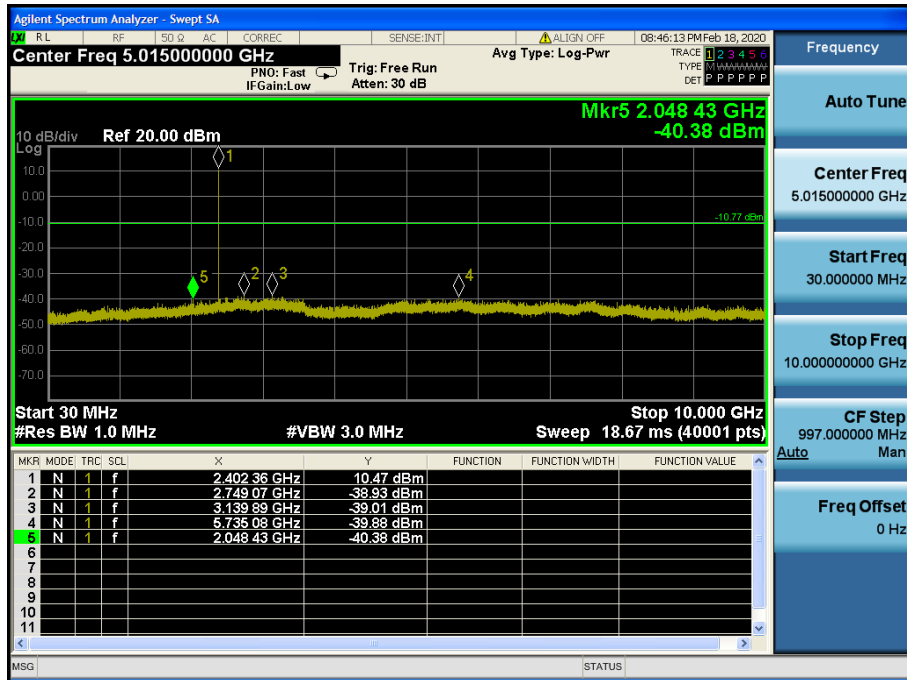 Agilent Spectrum Analyzer - Swept SA
LXI RL RF 50 Ω AC CORREC SENSE:INT ALIGN OFF 08:46:13 PM Feb 18, 2020
Center Freq 5.015000000 GHz
PNO: Fast
IFGain:Low
Trig: Free Run
Atten: 30 dB
Avg Type: Log-Pwr
TRACE 1 2 3 4 5 6
TYPE M WWWWW
DET P P P P P P
Mkr5 2.048 43 GHz
-40.38 dBm
10 dB/div Ref 20.00 dBm
Log
10.0
0.00
-10.0
-20.0
-30.0
-40.0
-50.0
-60.0
-70.0
-10.77 dBm
1
5
2
3
4
Start 30 MHz Stop 10.000 GHz
#Res BW 1.0 MHz #VBW 3.0 MHz Sweep 18.67 ms (40001 pts)
MKR MODE TRC SCL X Y FUNCTION FUNCTION WIDTH FUNCTION VALUE
1 N 1 f 2.402 36 GHz 10.47 dBm
2 N 1 f 2.749 07 GHz -38.93 dBm
3 N 1 f 3.139 89 GHz -39.01 dBm
4 N 1 f 5.735 08 GHz -39.88 dBm
5 N 1 f 2.048 43 GHz -40.38 dBm
6
7
8
9
10
11
MSG STATUS
Frequency
Auto Tune
Center Freq
5.015000000 GHz
Start Freq
30.000000 MHz
Stop Freq
10.000000000 GHz
CF Step
997.000000 MHz
Auto Man
Freq Offset
0 Hz